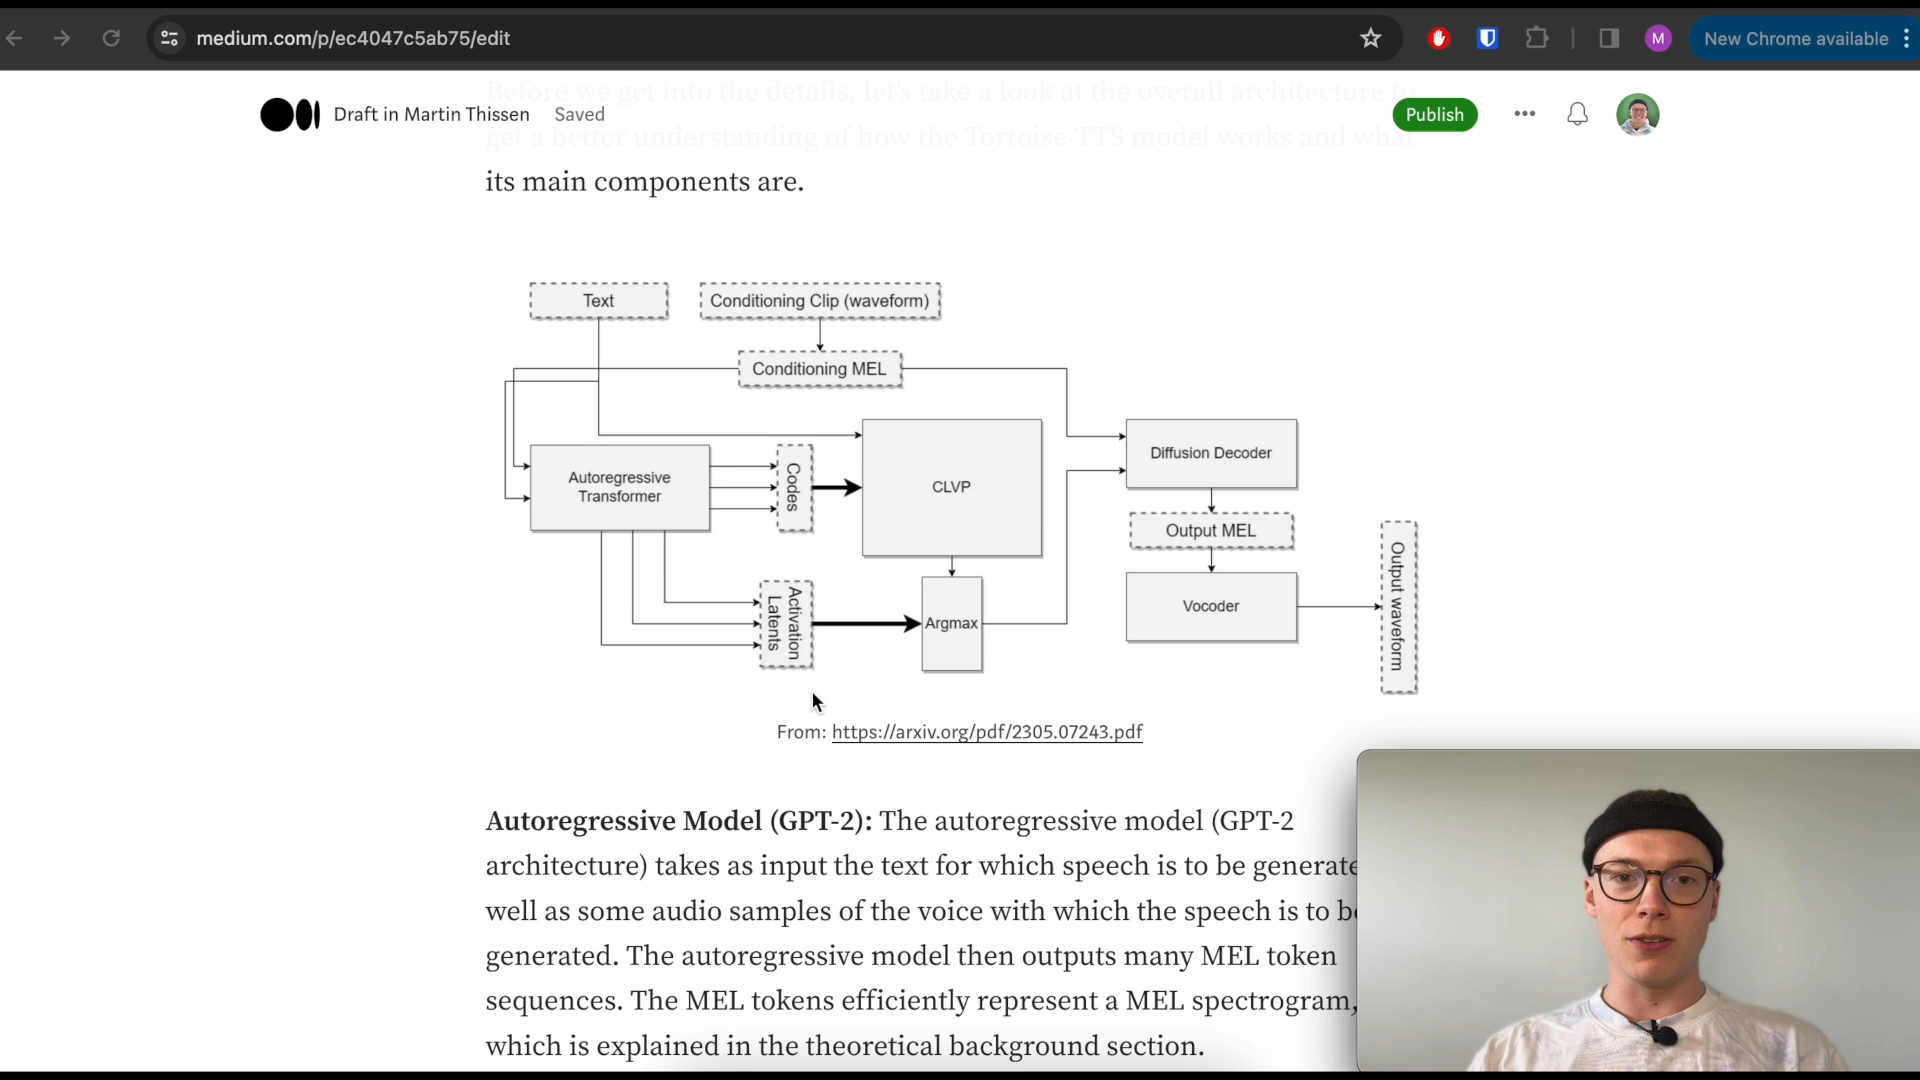 medium.com/p/ec4047c5ab75/edit
M
New Chrome available
Before we get into the details, let's take a look at the overall architecture to
Draft in Martin Thissen Saved
Publish
get a better understanding of how the Tortoise-TTS model works and what
its main components are.
Text
Conditioning Clip (waveform)
Conditioning MEL
Autoregressive
Transformer
Codes
CLVP
Diffusion Decoder
Output MEL
Output waveform
Activation
Latents
Argmax
Vocoder
From: https://arxiv.org/pdf/2305.07243.pdf
Autoregressive Model (GPT-2): The autoregressive model (GPT-2
architecture) takes as input the text for which speech is to be generate
well as some audio samples of the voice with which the speech is to b
generated. The autoregressive model then outputs many MEL token
sequences. The MEL tokens efficiently represent a MEL spectrogram,
which is explained in the theoretical background section.